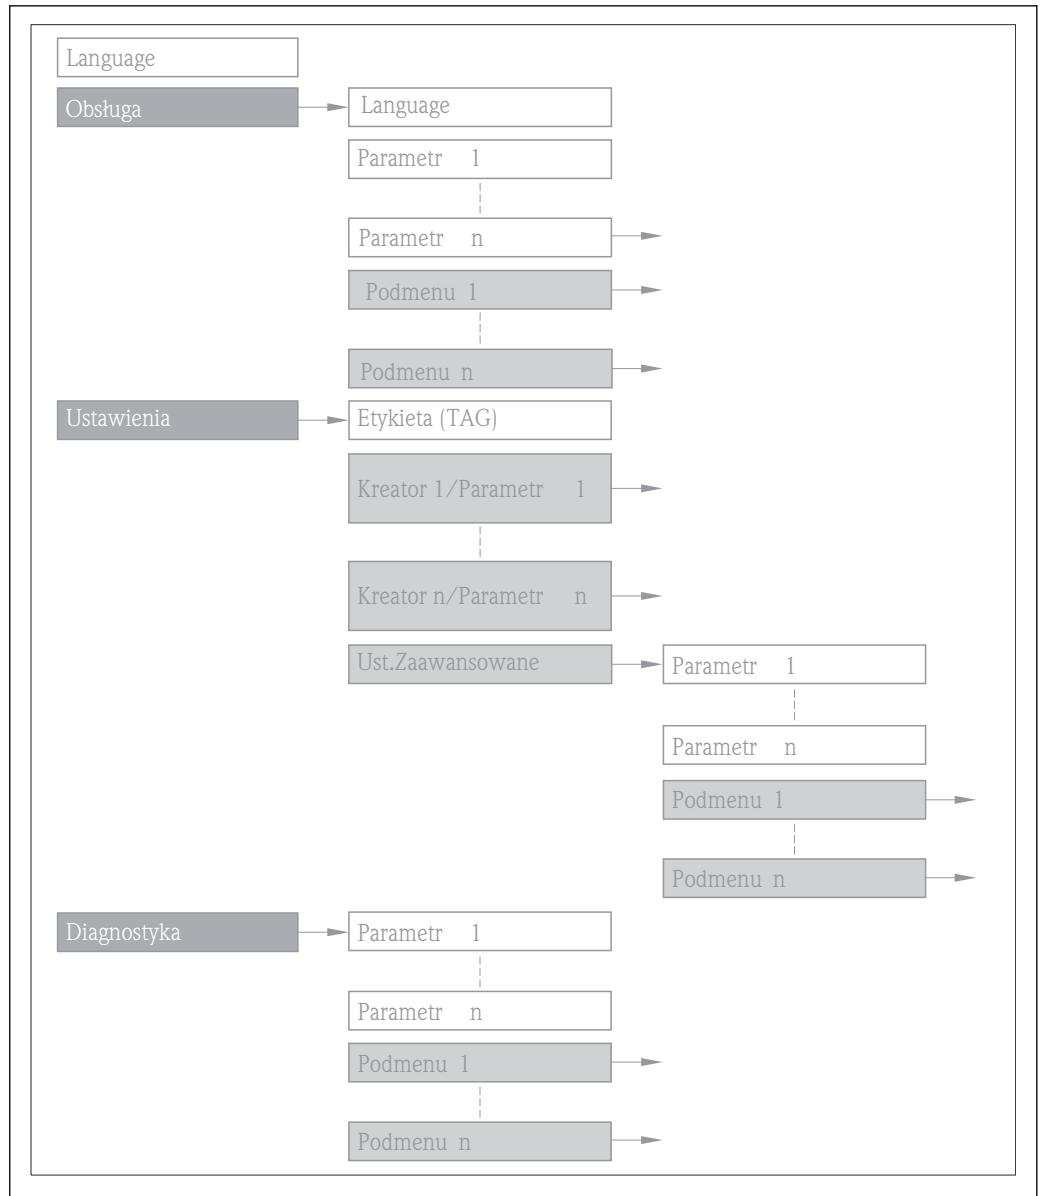 Language
Obsługa
Language
Parametr 1
Parametr n
Podmenu 1
Podmenu n
Ustawienia
Etykieta (TAG)
Kreator 1/Parametr 1
Kreator n/Parametr n
Ust.Zaawansowane
Parametr 1
Parametr n
Podmenu 1
Podmenu n
Diagnostyka
Parametr 1
Parametr n
Podmenu 1
Podmenu n